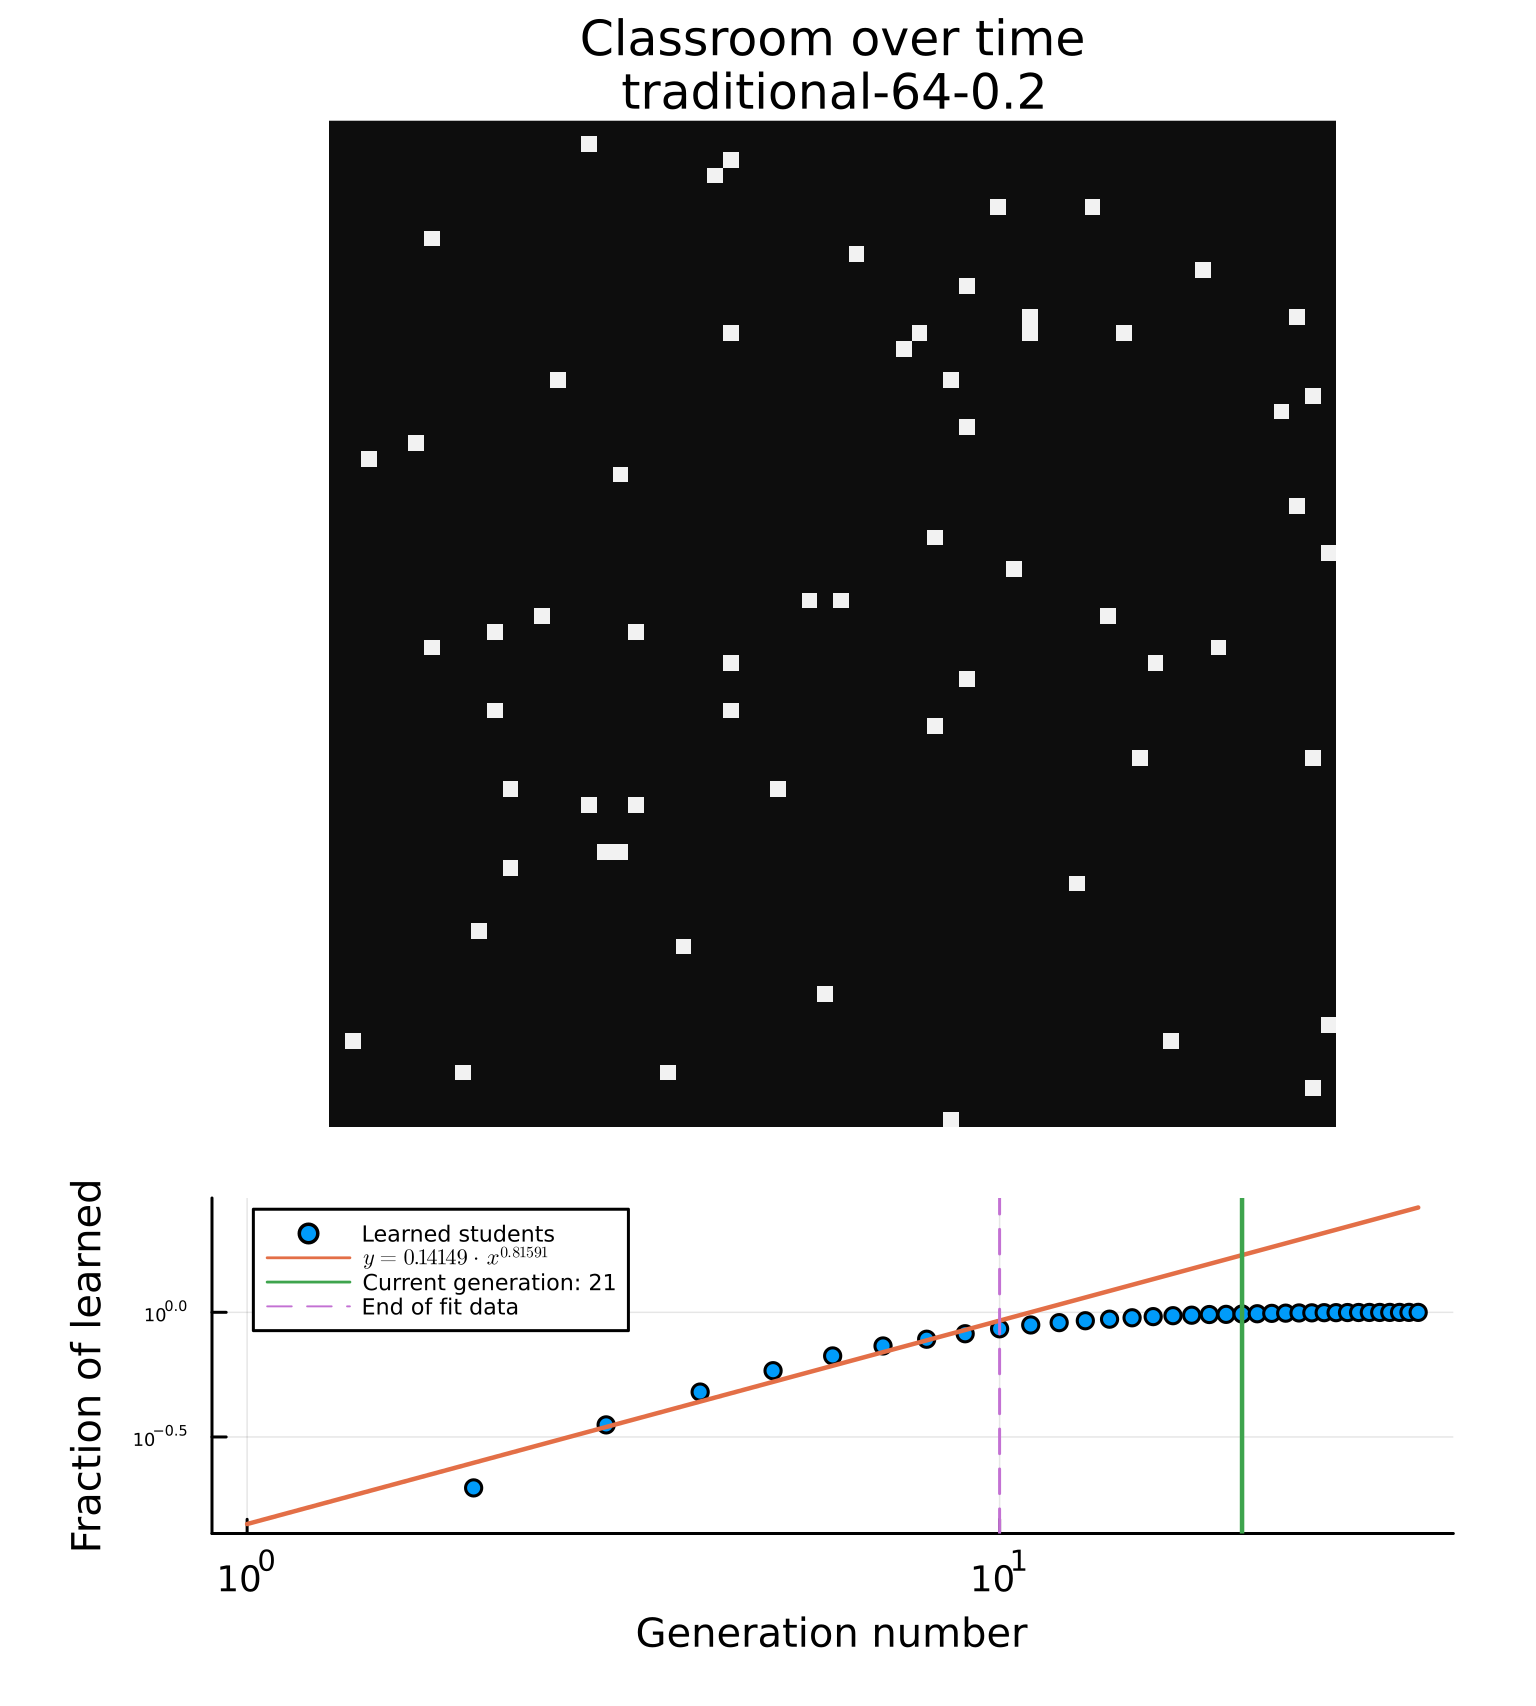 Classroom over time
traditional-64-0.2
Fraction of learned
Learned students
y = 0.14149 · x^0.81591
Current generation: 21
End of fit data
10^0.0
10^−0.5
10^0
10^1
Generation number